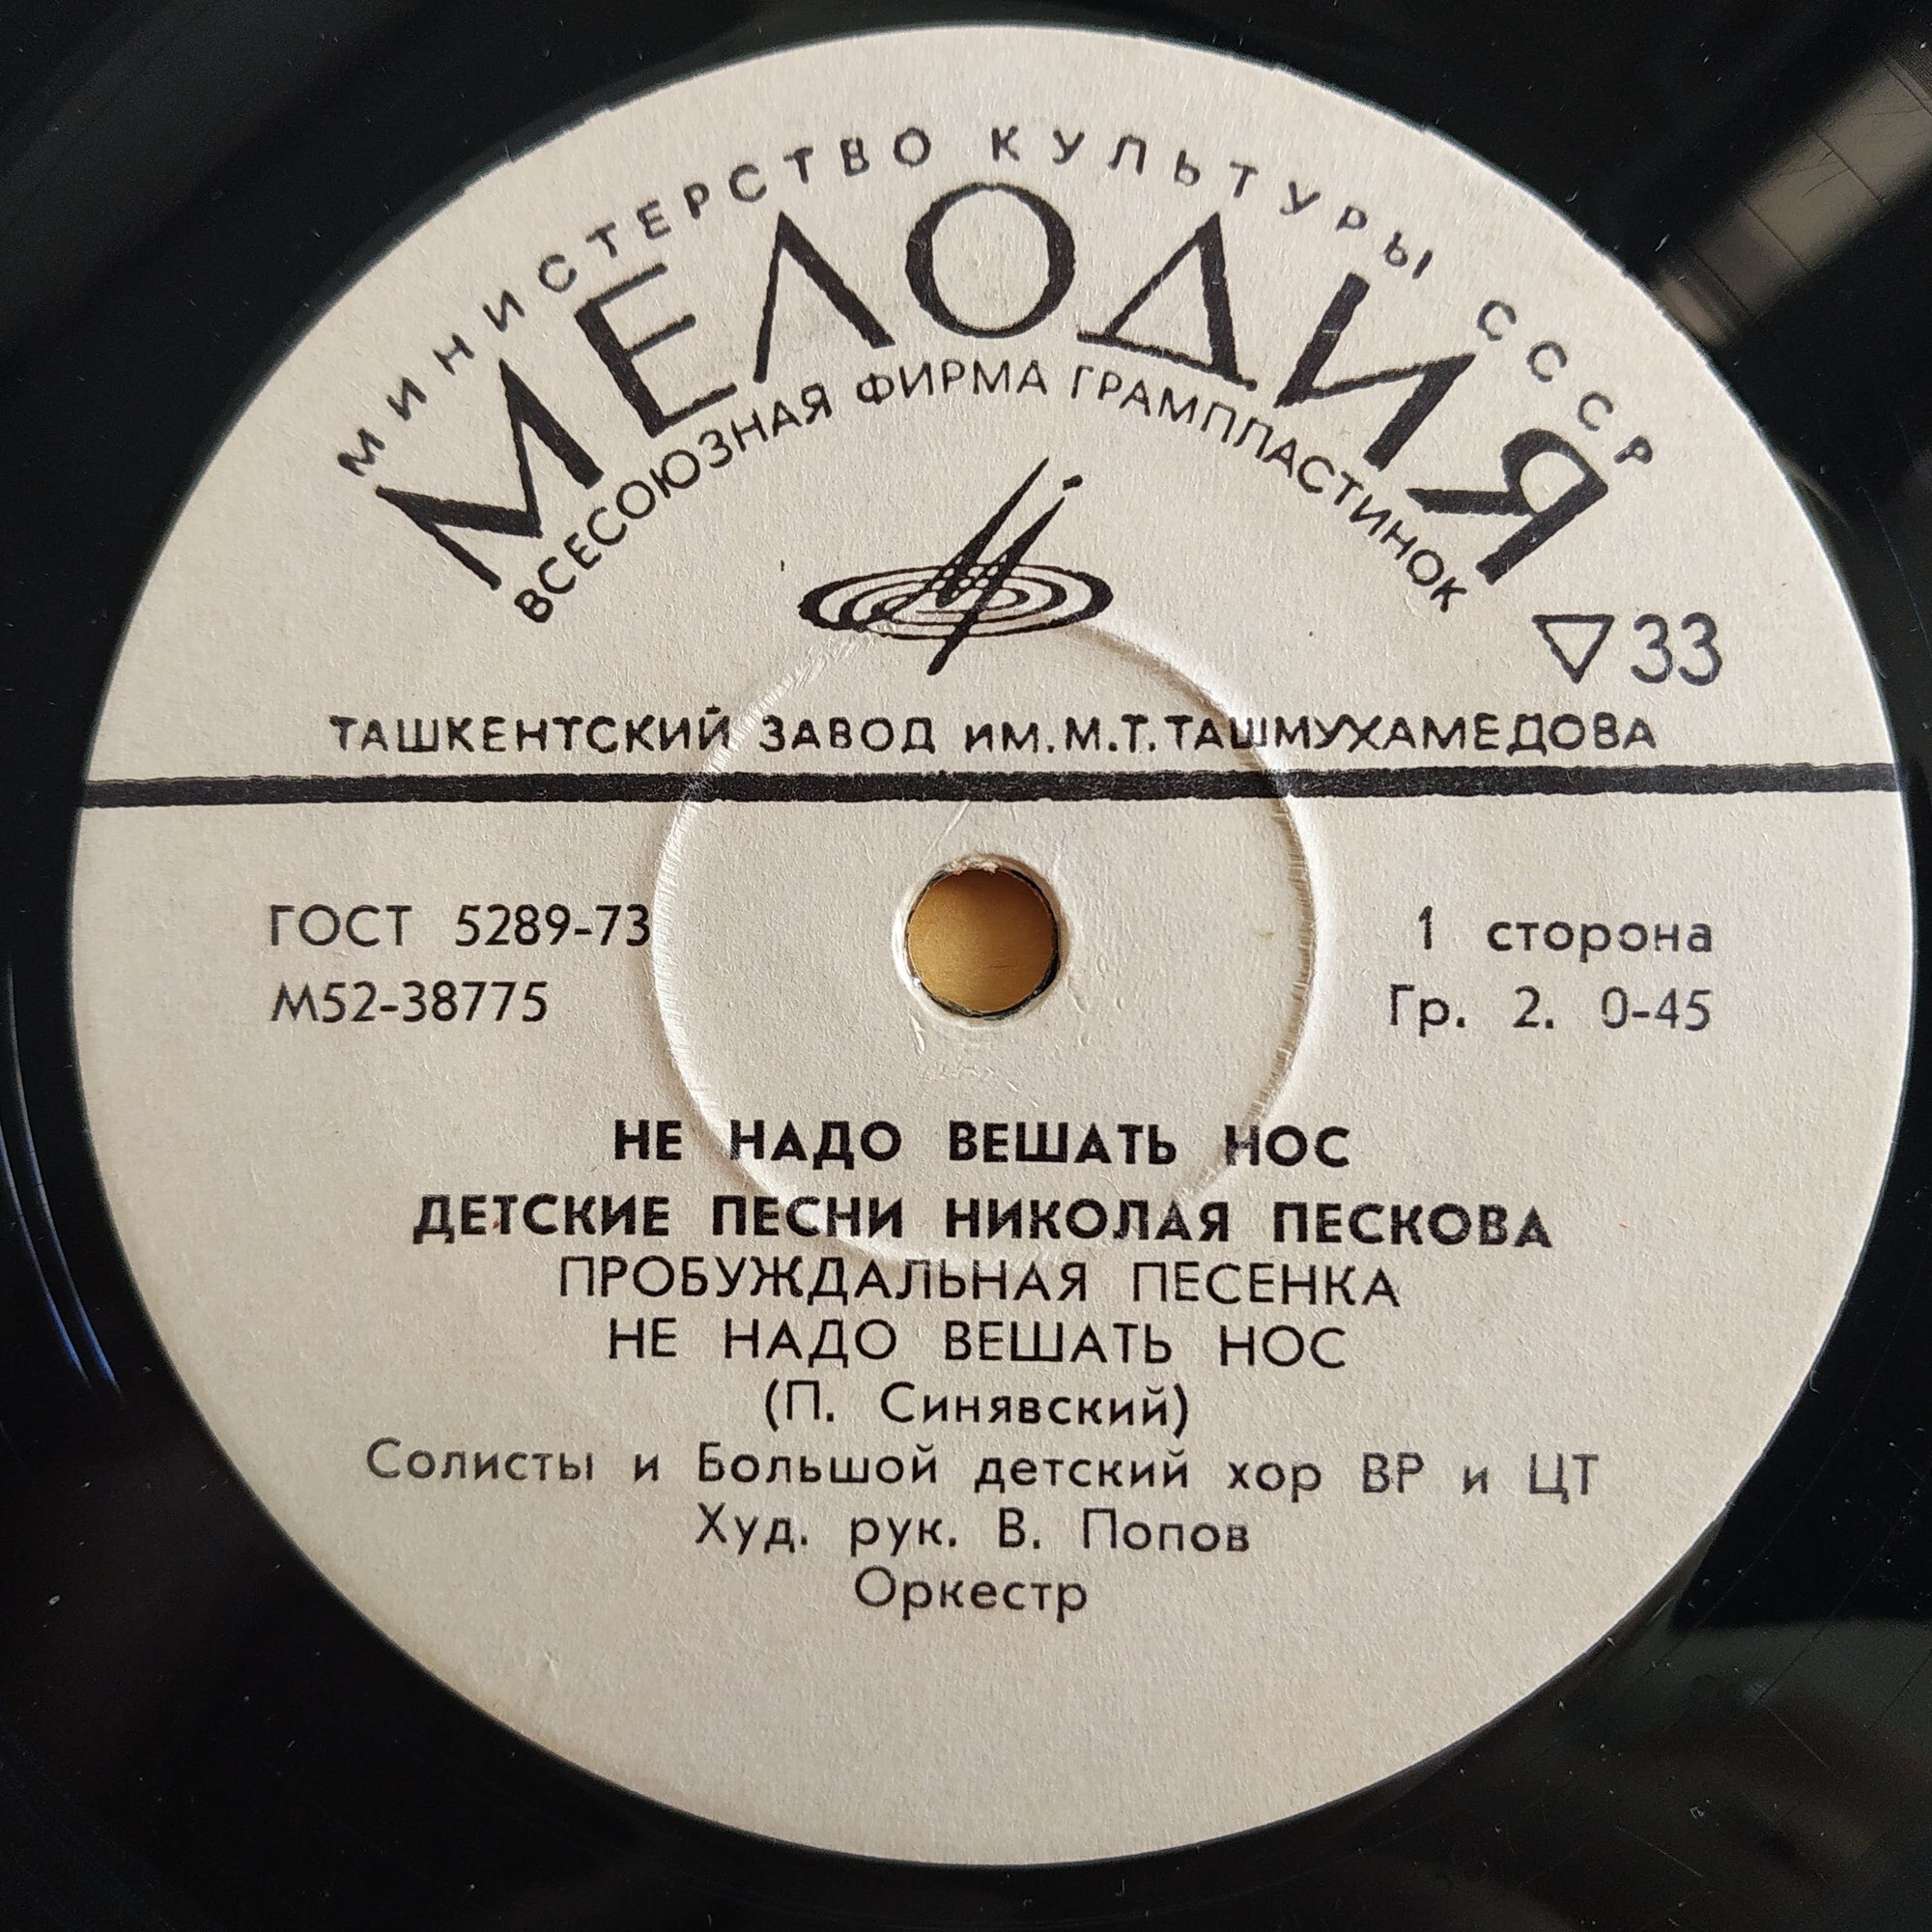 МИНИСТЕРСТВО КУЛЬТУРЫ СССР
МЕЛОДИЯ
ВСЕСОЮЗНАЯ ФИРМА ГРАМПЛАСТИНОК
▽33
ТАШКЕНТСКИЙ ЗАВОД ИМ.М.Т.ТАШМУХАМЕДОВА
ГОСТ 5289-73
М52-38775
1 сторона
Гр. 2. 0-45
НЕ НАДО ВЕШАТЬ НОС
ДЕТСКИЕ ПЕСНИ НИКОЛАЯ ПЕСКОВА
ПРОБУЖДАЛЬНАЯ ПЕСЕНКА
НЕ НАДО ВЕШАТЬ НОС
(П. Синявский)
Солисты и Большой детский хор ВР и ЦТ
Худ. рук. В. Попов
Оркестр